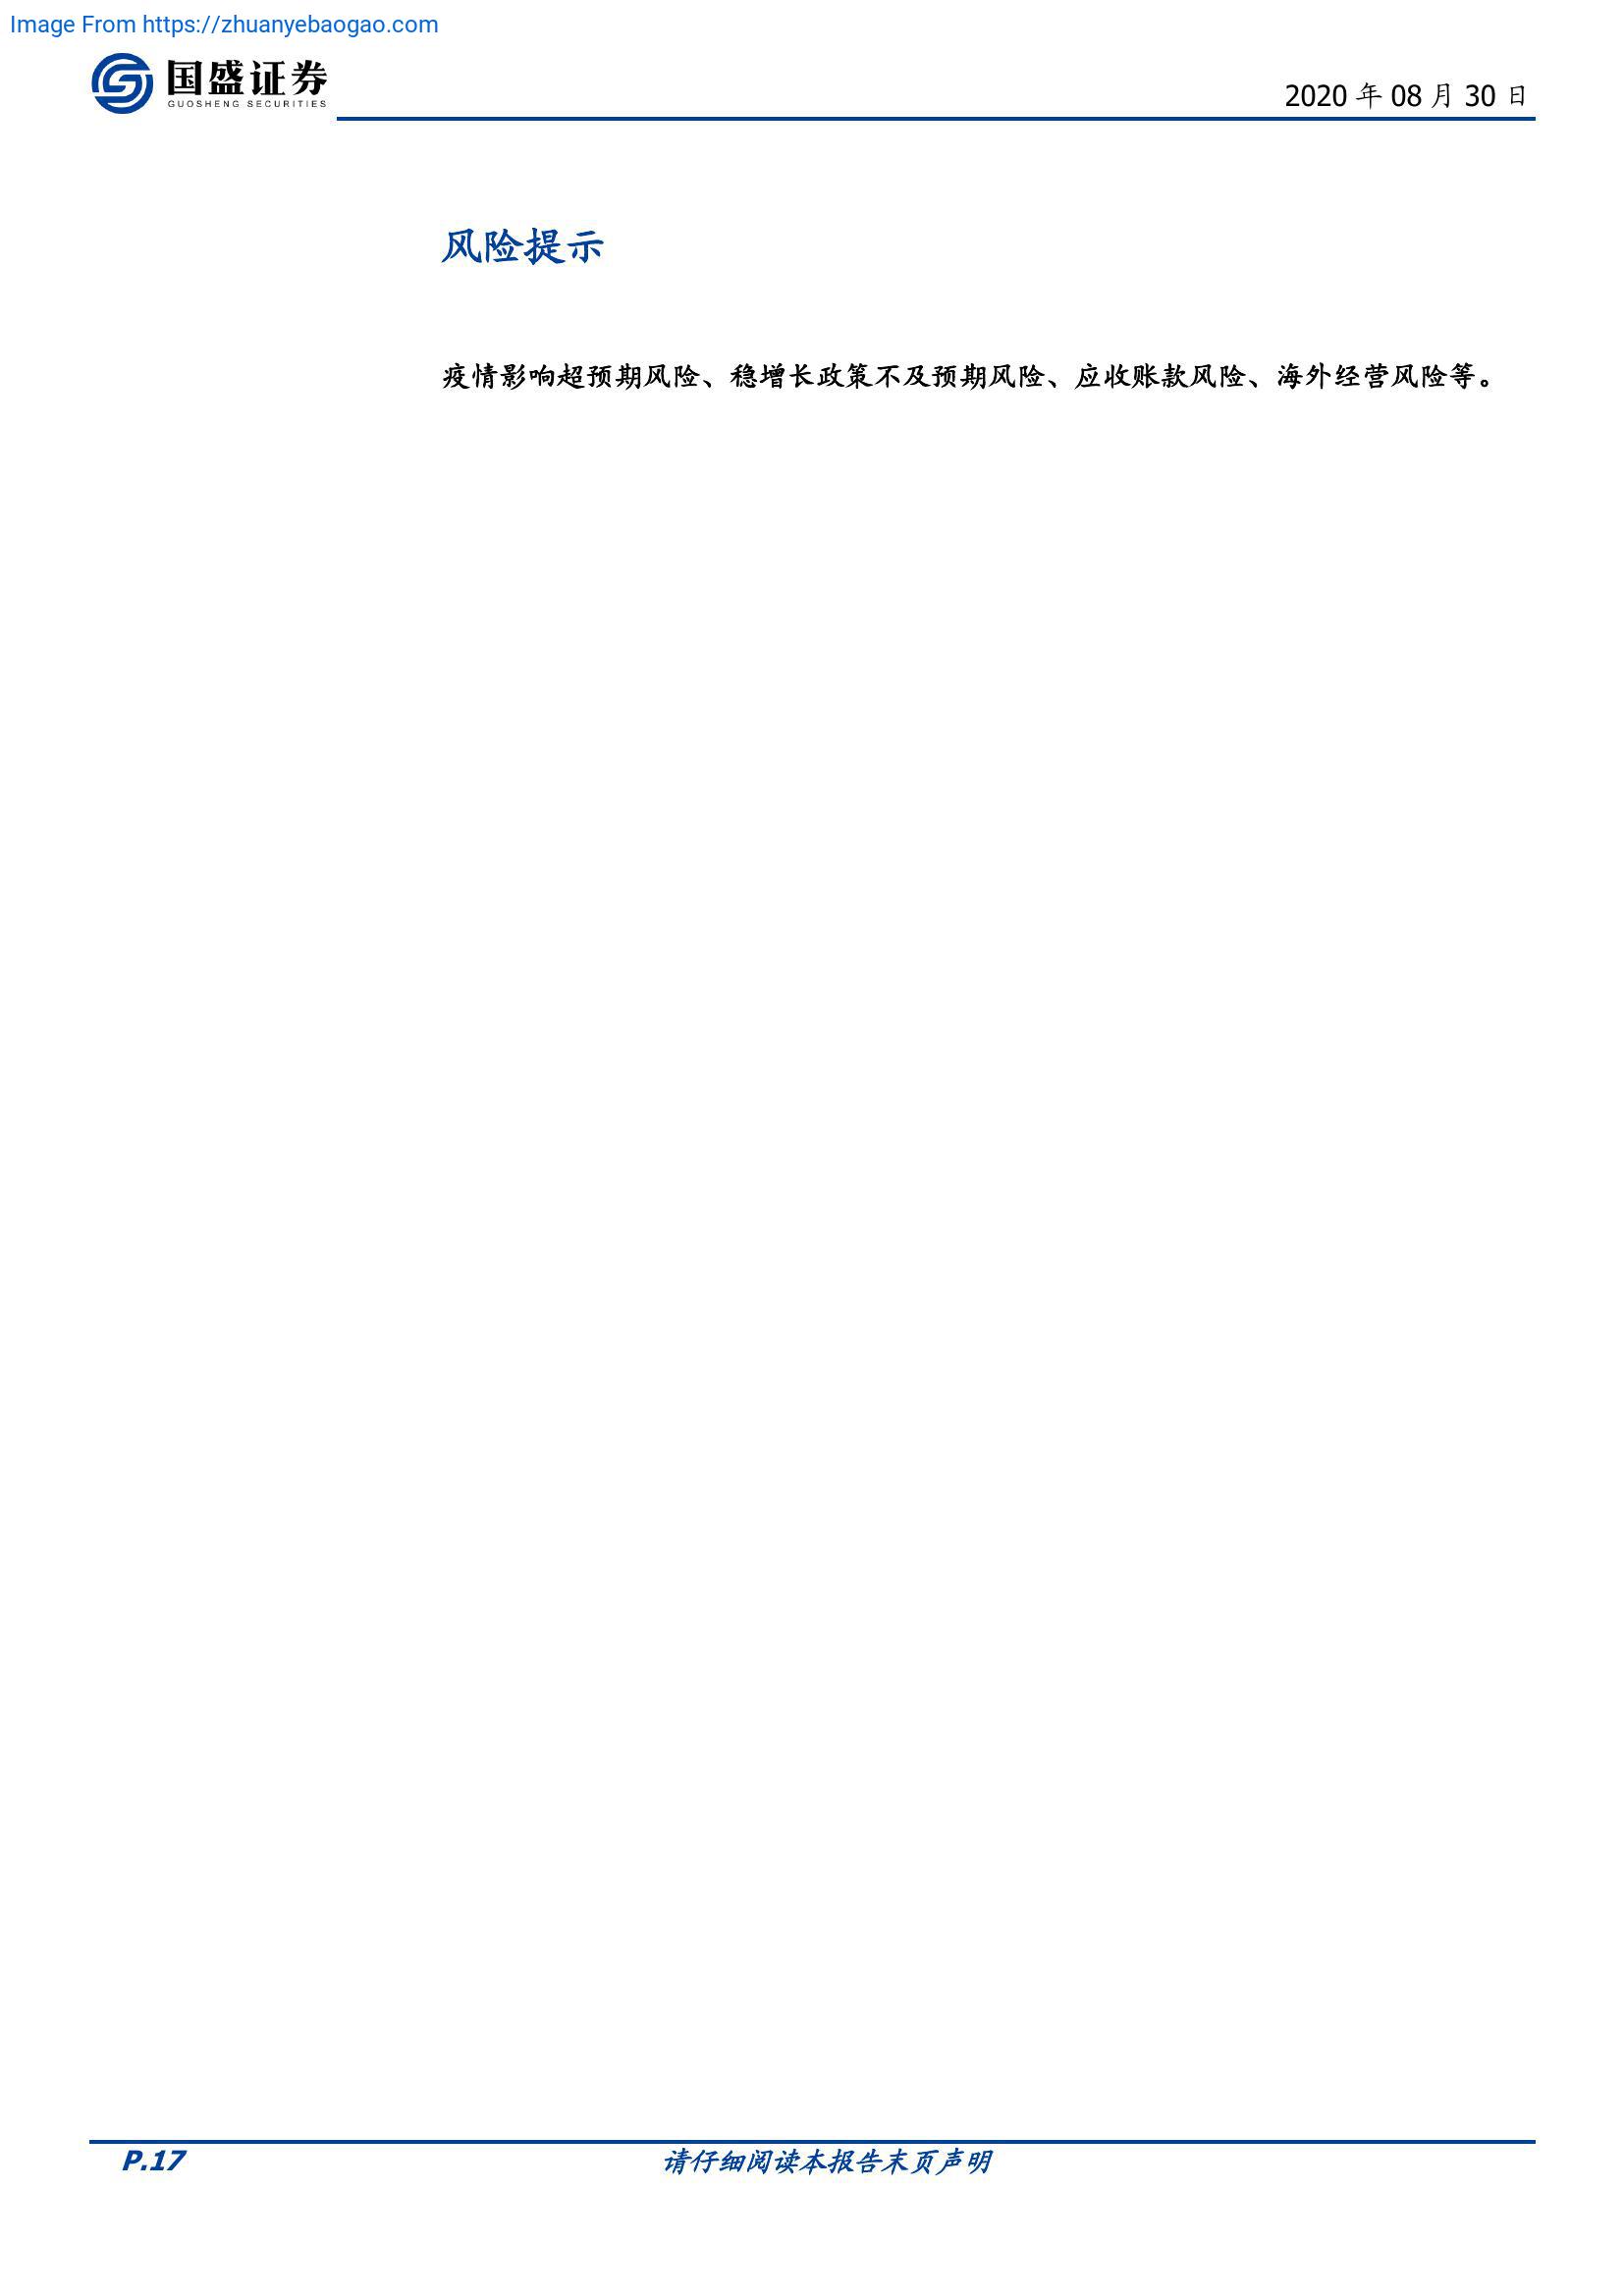 Image From https://zhuanyebaogao.com
国盛证券
GUOSHENG SECURITIES
2020 年 08 月 30 日
风险提示
疫情影响超预期风险、稳增长政策不及预期风险、应收账款风险、海外经营风险等。
P.17
请仔细阅读本报告末页声明